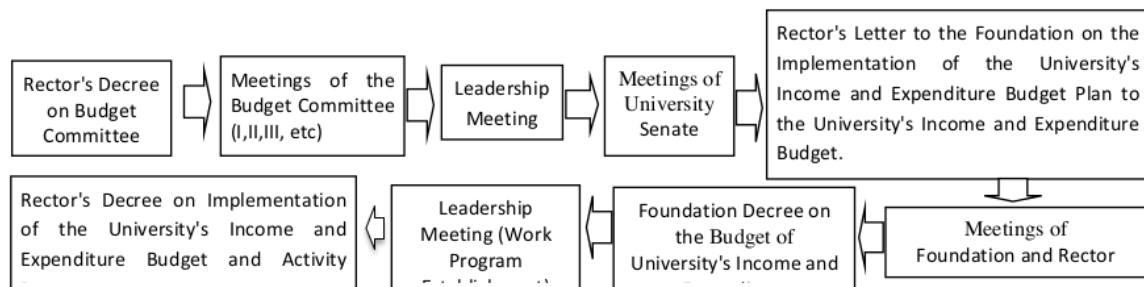 Rector's Decree
on Budget
Committee
Meetings of the
Budget Committee
(I,II,III, etc)
Leadership
Meeting
Meetings of
University
Senate
Rector's Letter to the Foundation on the
Implementation of the University's
Income and Expenditure Budget Plan to
the University's Income and Expenditure
Budget.
Meetings of
Foundation and Rector
Foundation Decree on
the Budget of
University's Income and
Leadership
Meeting (Work
Program
Rector's Decree on Implementation
of the University's Income and
Expenditure Budget and Activity